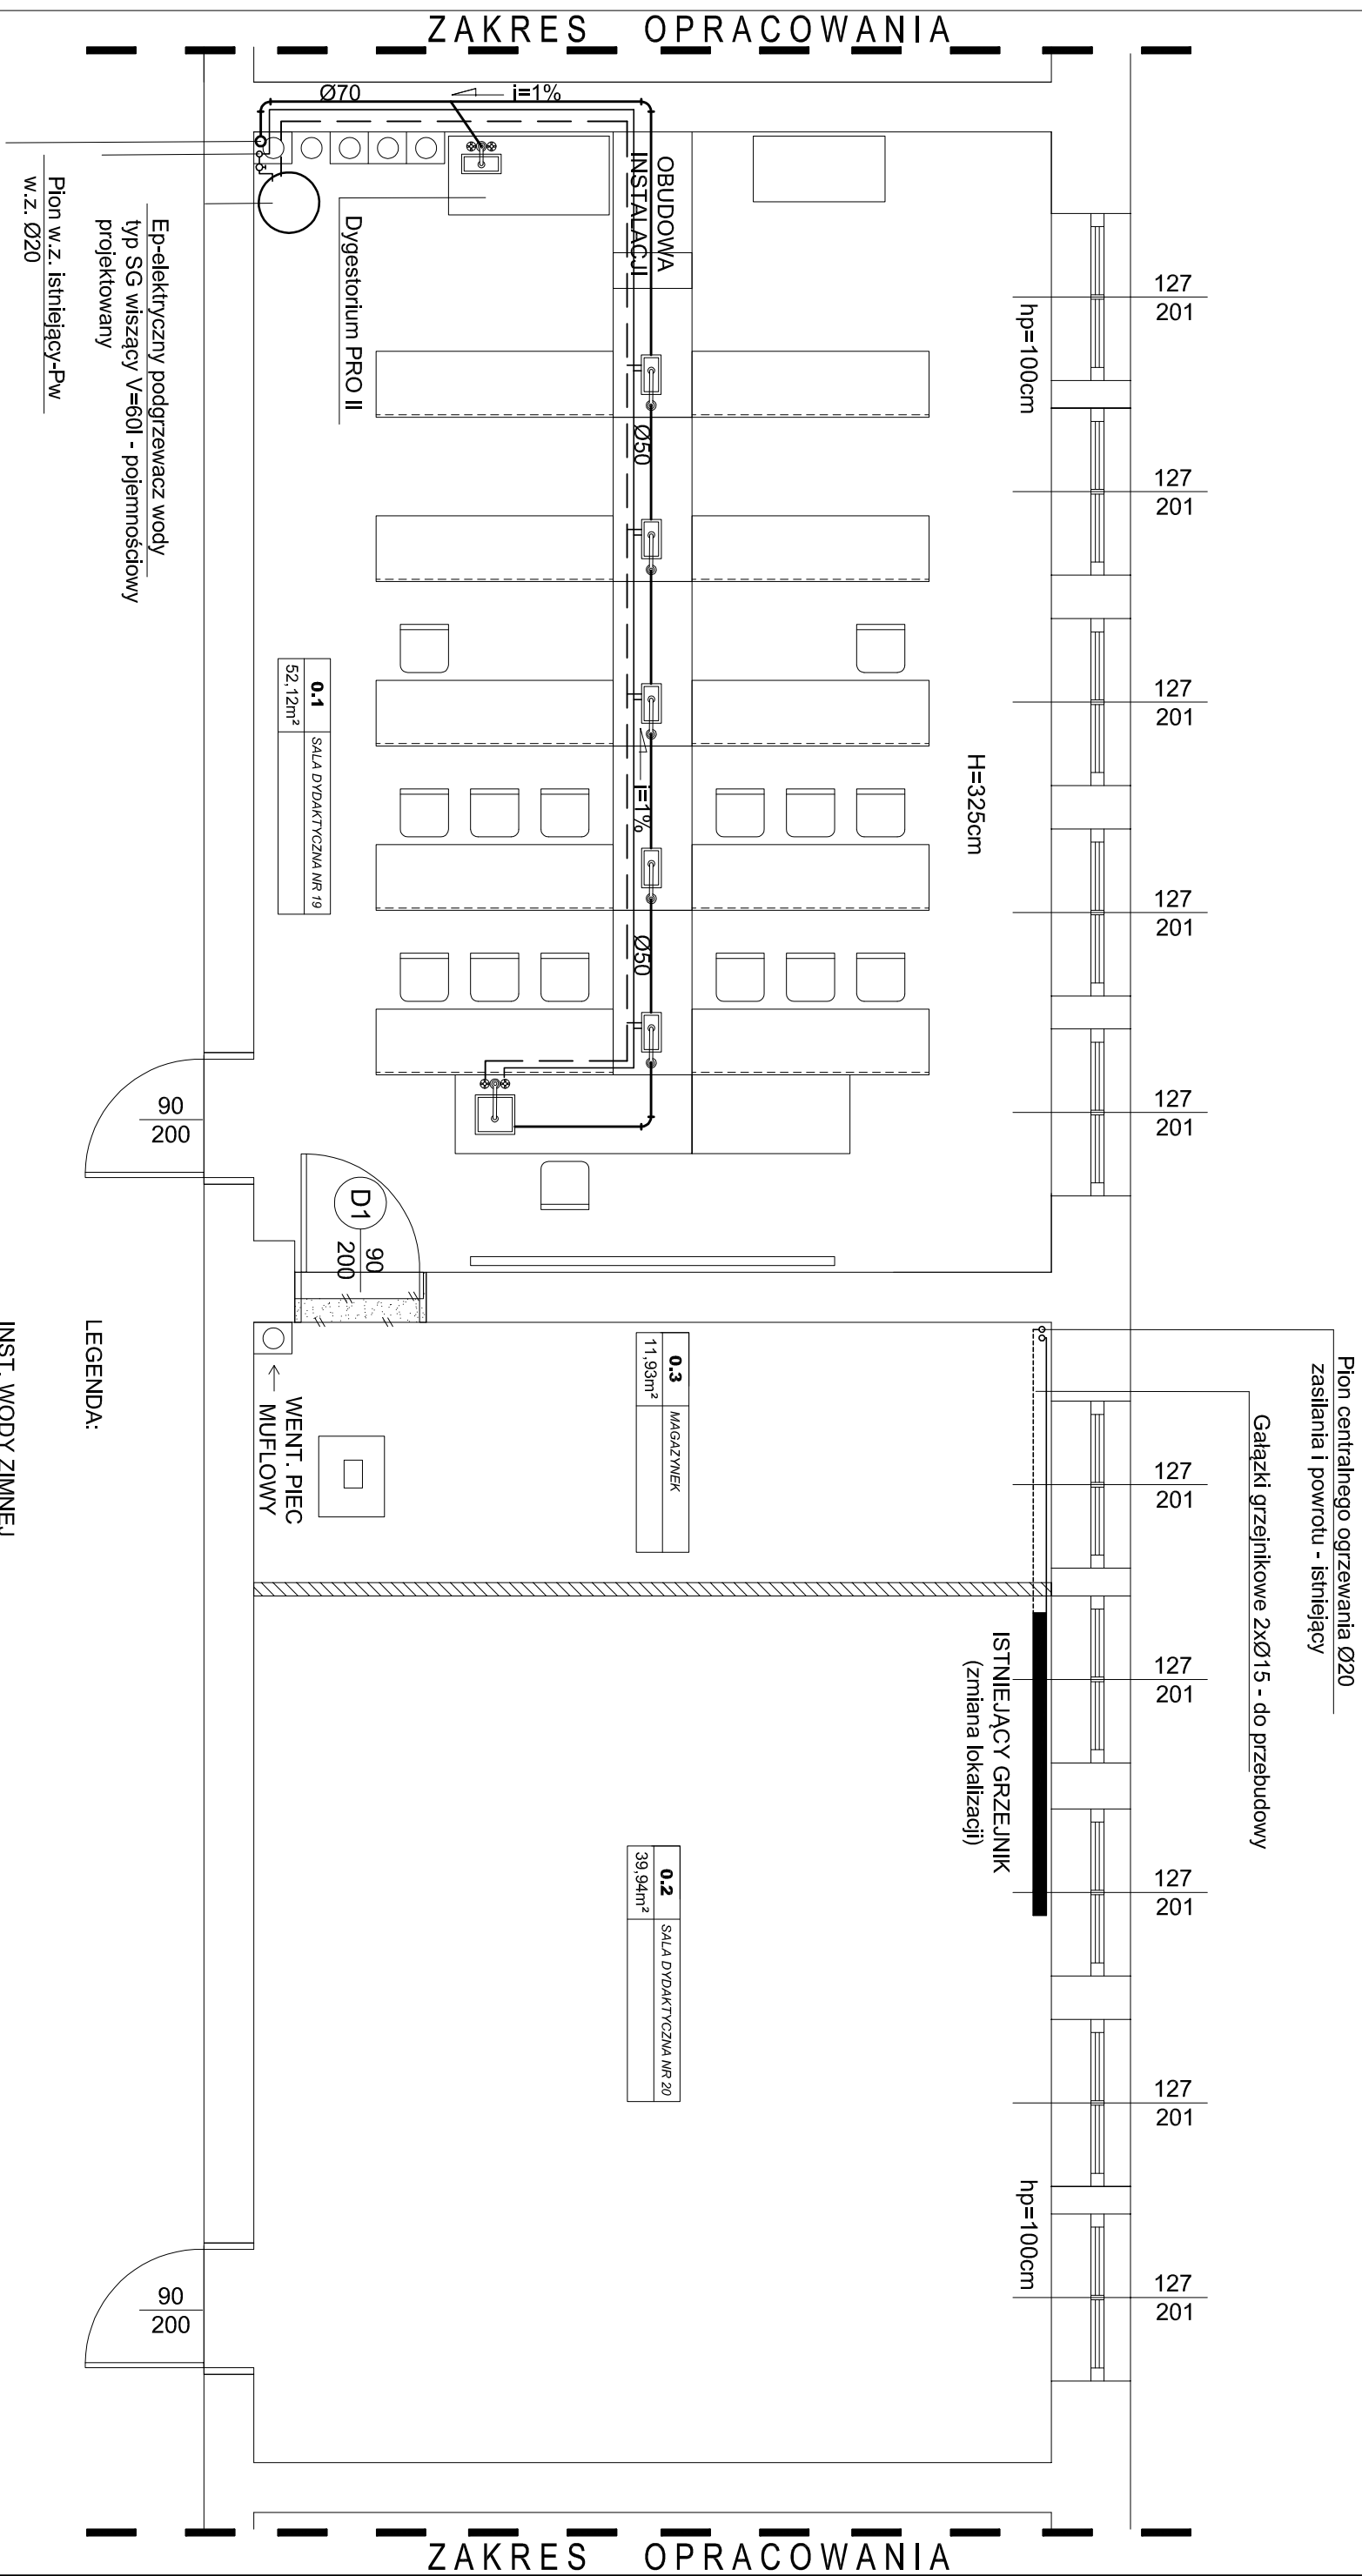 ZAKRES OPRACOWANIA
Ø70
i=1%
Pion w.z. istniejący-Pw
w.z. Ø20
Ep-elektryczny podgrzewacz wody
typ SG wiszący V=60l - pojemnościowy
projektowany
Dygestorium PRO II
OBUDOWA
INSTALACJI
hp=100cm
127
201
127
201
127
201
127
201
127
201
Ø50
H=325cm
i=1%
Ø50
0.1
SALA DYDAKTYCZNA NR 19
52,12m²
90
200
D1
90
200
LEGENDA:
INST. WODY ZIMNEJ
WENT. PIEC
MUFLOWY
0.3
MAGAZYNEK
11,93m²
Pion centralnego ogrzewania Ø20
zasilania i powrotu - istniejący
Gałązki grzejnikowe 2xØ15 - do przebudowy
127
201
127
201
127
201
127
201
127
201
ISTNIEJĄCY GRZEJNIK
(zmiana lokalizacji)
0.2
SALA DYDAKTYCZNA NR 20
39,94m²
hp=100cm
90
200
ZAKRES OPRACOWANIA